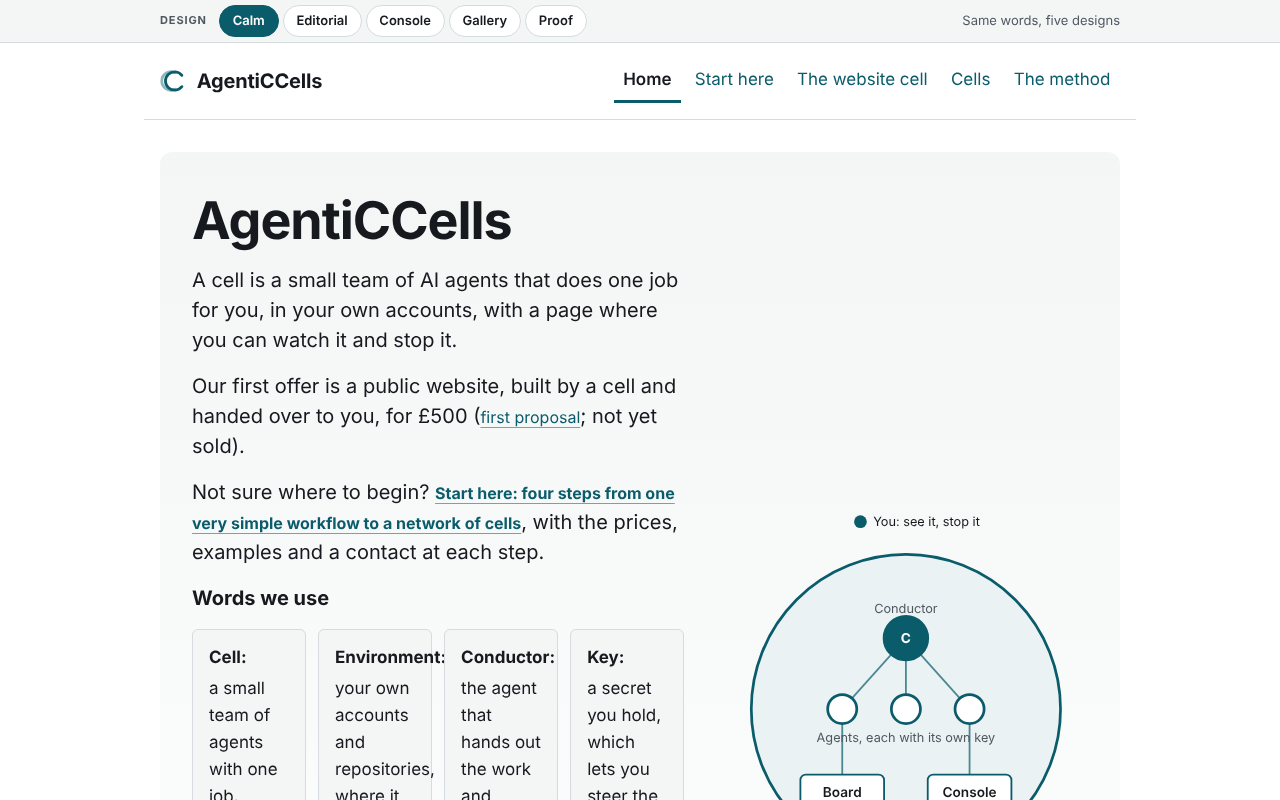 DESIGN Calm Editorial Console Gallery Proof Same words, five designs
AgentiCCells Home Start here The website cell Cells The method
AgentiCCells
A cell is a small team of AI agents that does one job
for you, in your own accounts, with a page where
you can watch it and stop it.
Our first offer is a public website, built by a cell and
handed over to you, for £500 (first proposal; not yet
sold).
Not sure where to begin? Start here: four steps from one
very simple workflow to a network of cells, with the prices,
examples and a contact at each step.
Words we use
Cell:
a small
team of
agents
with one
job.
Environment:
your own
accounts
and
repositories,
where it
Conductor:
the agent
that
hands out
the work
and
Key:
a secret
you hold,
which
lets you
steer the
You: see it, stop it
Conductor
C
Agents, each with its own key
Board
Console